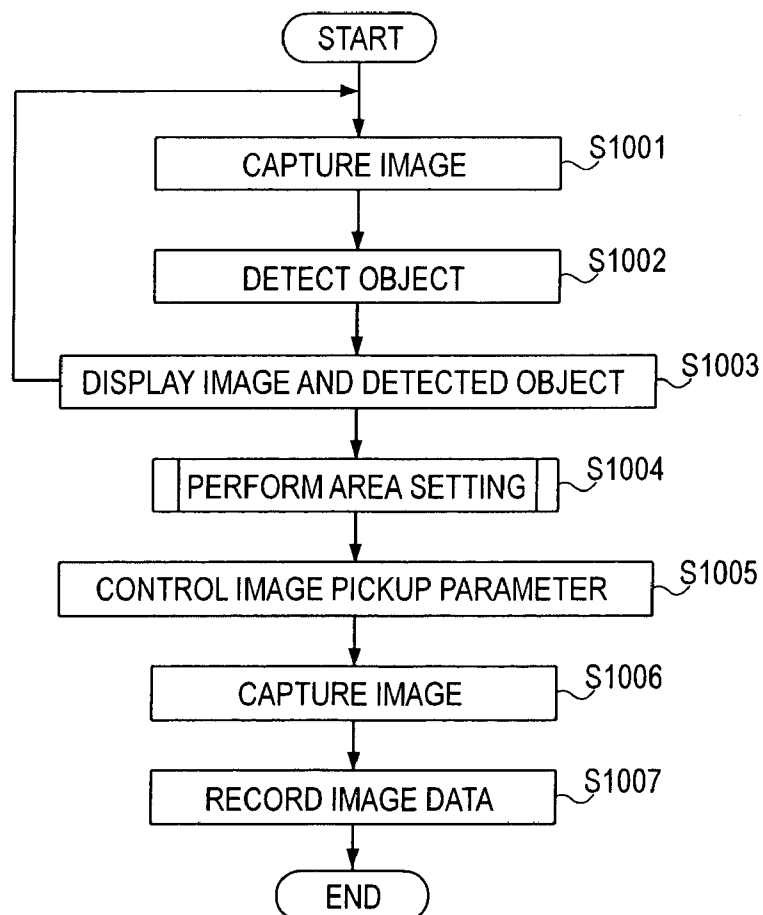 START
CAPTURE IMAGE
S1001
DETECT OBJECT
S1002
DISPLAY IMAGE AND DETECTED OBJECT
S1003
PERFORM AREA SETTING
S1004
CONTROL IMAGE PICKUP PARAMETER
S1005
CAPTURE IMAGE
S1006
RECORD IMAGE DATA
S1007
END